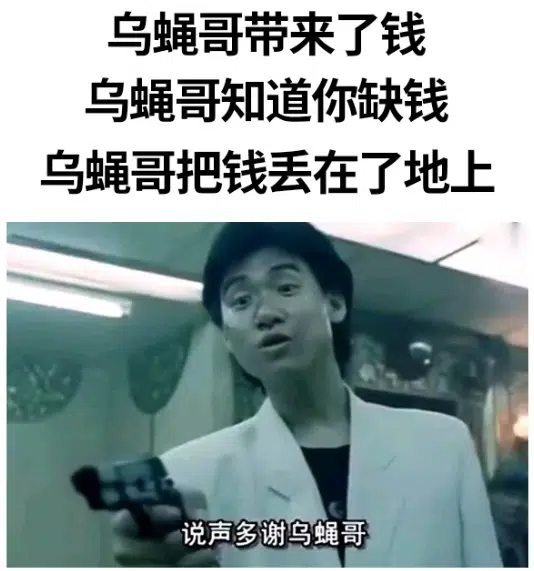 乌蝇哥带来了钱
乌蝇哥知道你缺钱
乌蝇哥把钱丢在了地上
说声多谢乌蝇哥